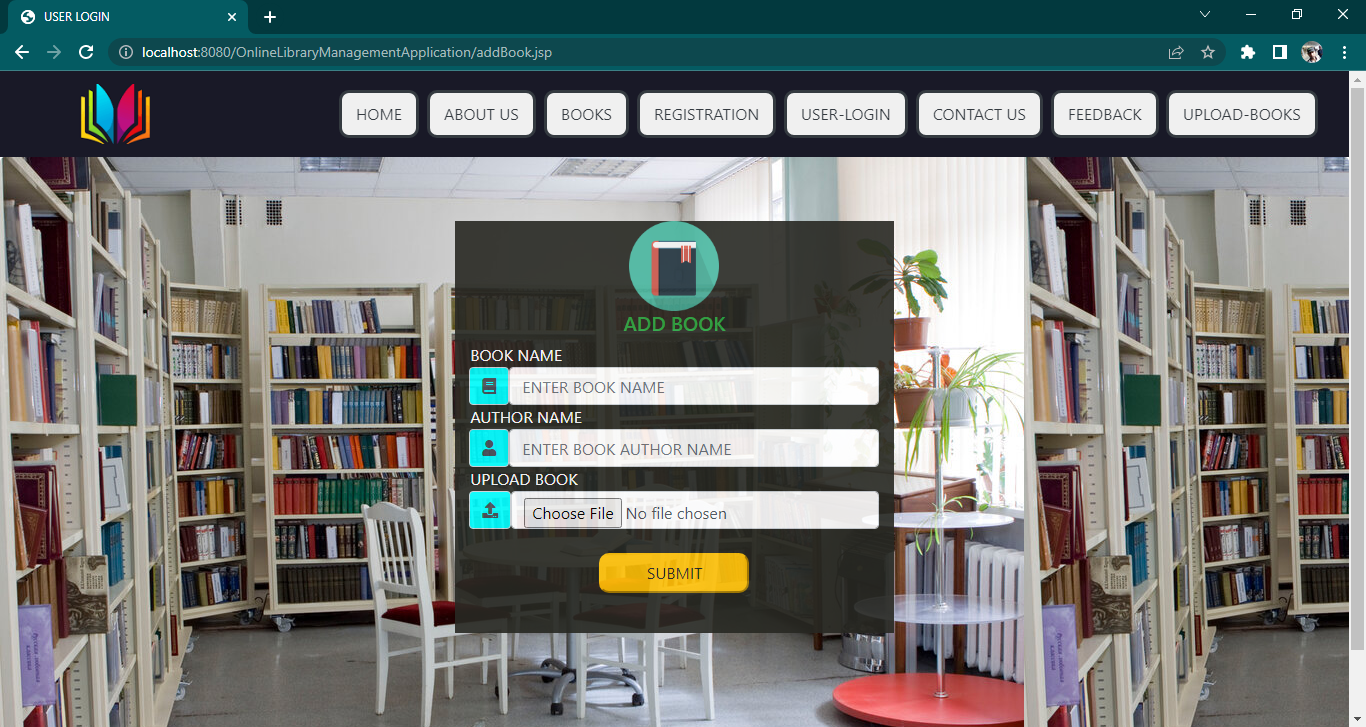 USER LOGIN
localhost:8080/OnlineLibraryManagementApplication/addBook.jsp
HOME ABOUT US BOOKS REGISTRATION USER-LOGIN CONTACT US FEEDBACK UPLOAD-BOOKS
ADD BOOK
BOOK NAME
ENTER BOOK NAME
AUTHOR NAME
ENTER BOOK AUTHOR NAME
UPLOAD BOOK
Choose File No file chosen
SUBMIT